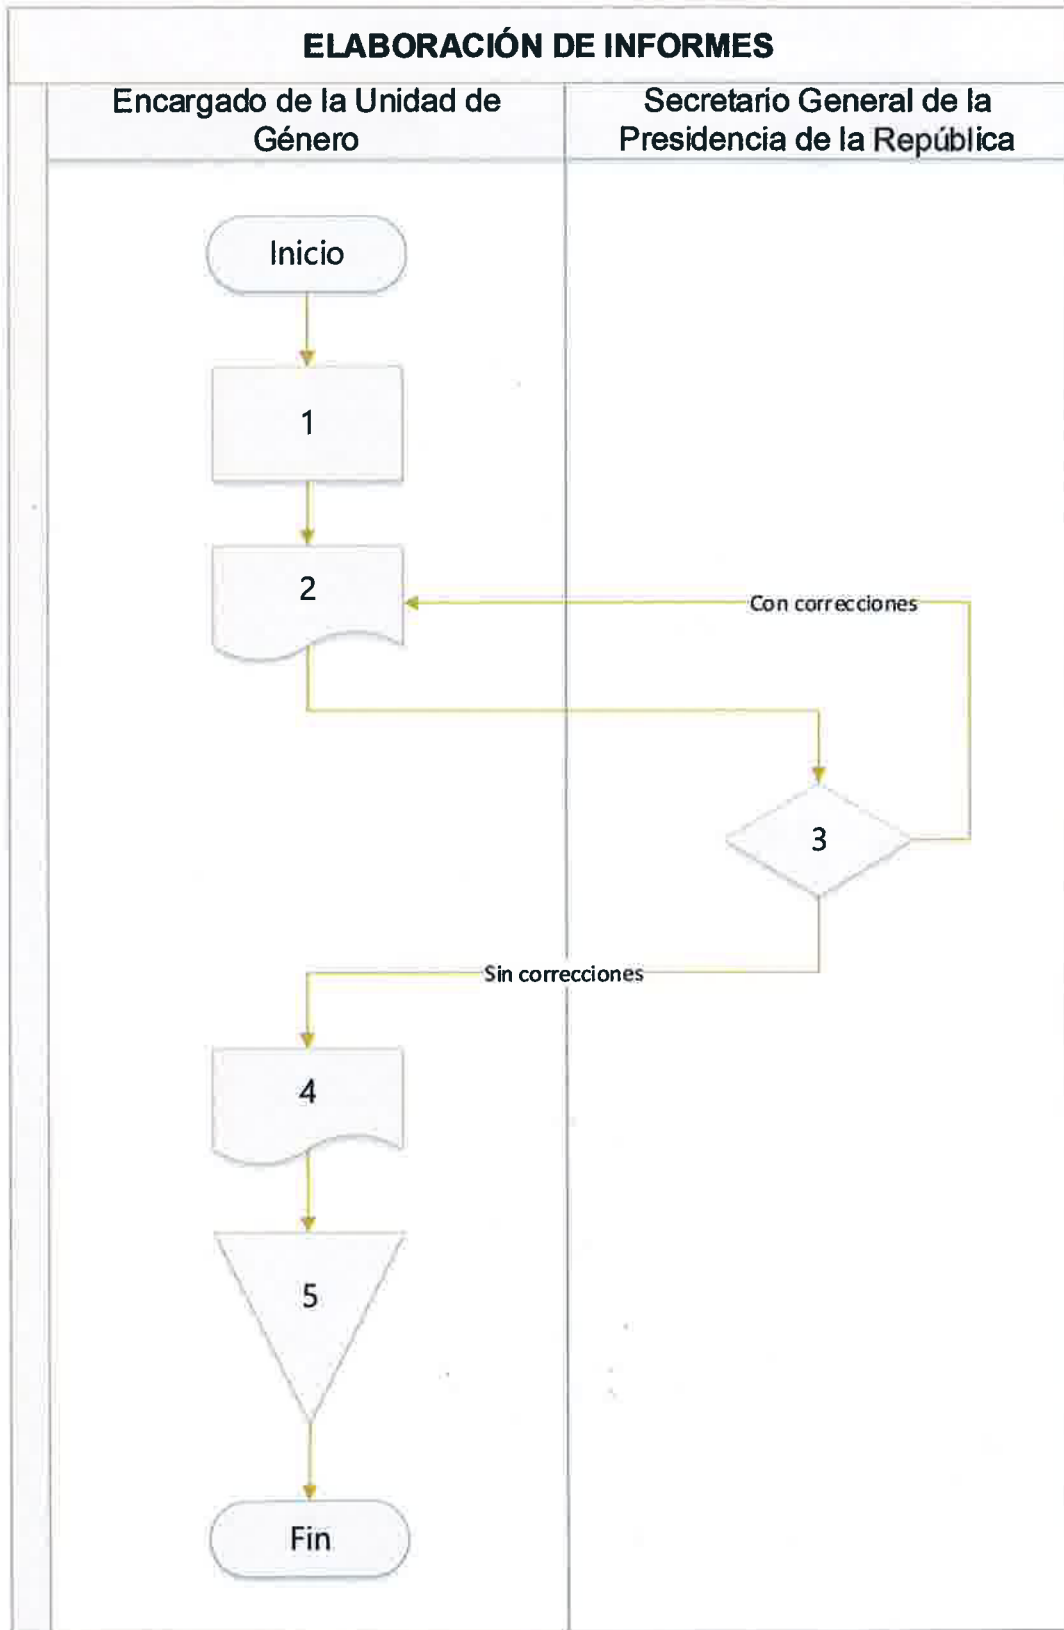 ELABORACIÓN DE INFORMES
Encargado de la Unidad de
Género
Secretario General de la
Presidencia de la República
Inicio
1
2
Con correcciones
3
Sin correcciones
4
5
Fin